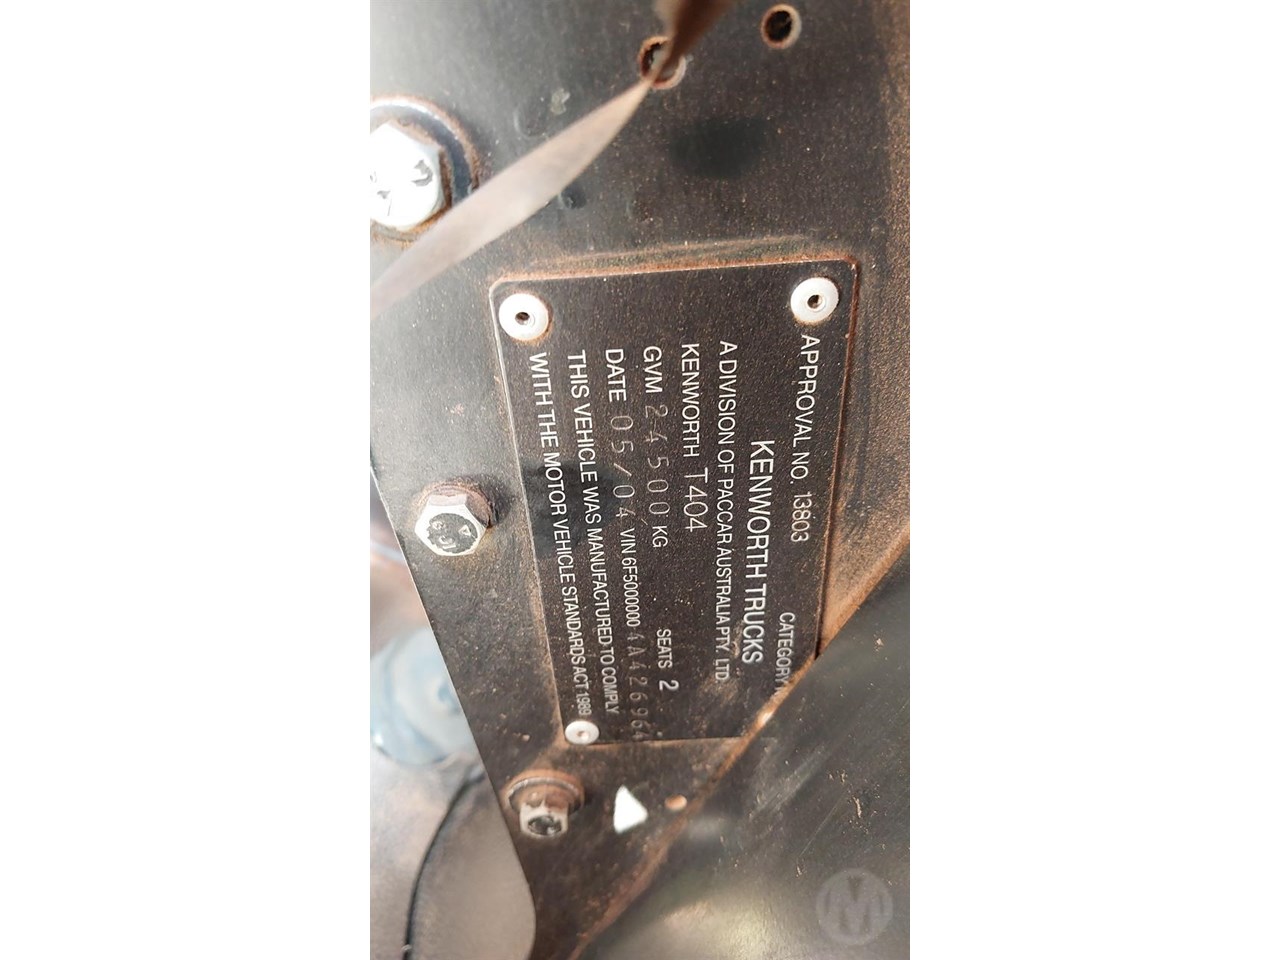 APPROVAL NO. 13803 CATEGORY
KENWORTH TRUCKS
A DIVISION OF PACCAR AUSTRALIA PTY. LTD.
KENWORTH T404
GVM 24500 KG SEATS 2
DATE 05/04 VIN 6F5000000 4A426964
THIS VEHICLE WAS MANUFACTURED TO COMPLY
WITH THE MOTOR VEHICLE STANDARDS ACT 1989
M